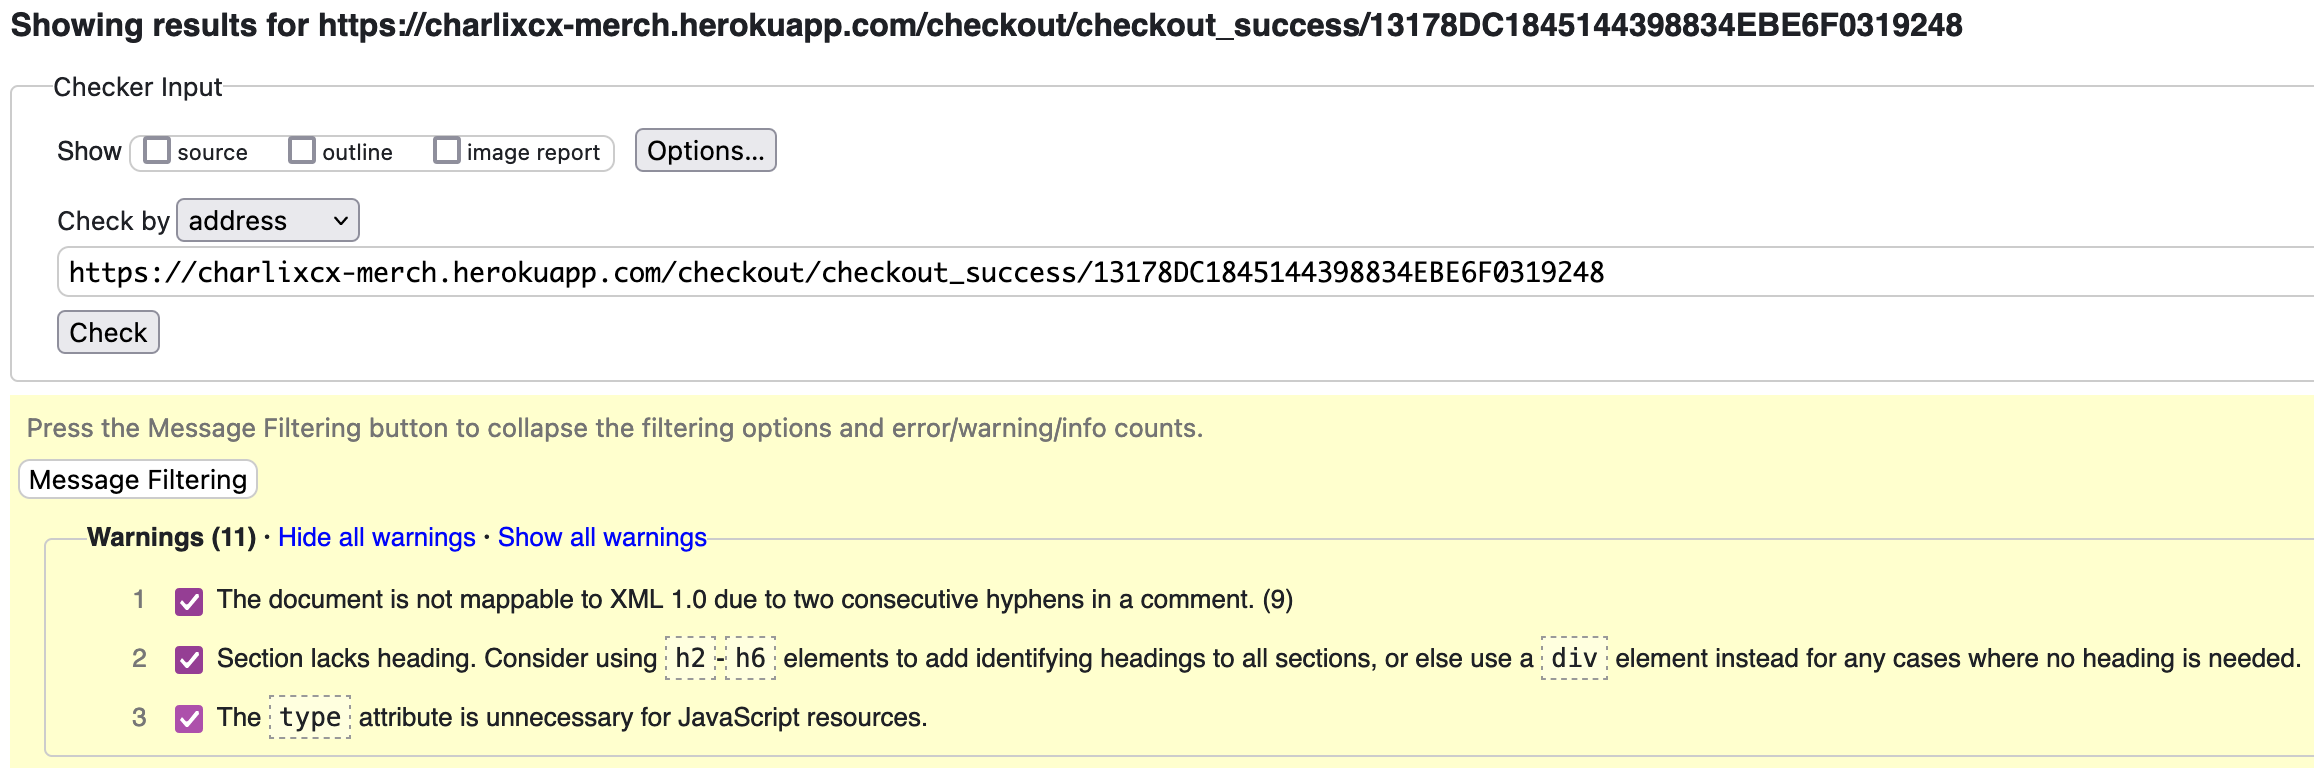 Showing results for https://charlixcx-merch.herokuapp.com/checkout/checkout_success/13178DC1845144398834EBE6F0319248
Checker Input
Show source outline image report Options...
Check by address
https://charlixcx-merch.herokuapp.com/checkout/checkout_success/13178DC1845144398834EBE6F0319248
Check
Press the Message Filtering button to collapse the filtering options and error/warning/info counts.
Message Filtering
Warnings (11) · Hide all warnings · Show all warnings
1 The document is not mappable to XML 1.0 due to two consecutive hyphens in a comment. (9)
2 Section lacks heading. Consider using h2-h6 elements to add identifying headings to all sections, or else use a div element instead for any cases where no heading is needed.
3 The type attribute is unnecessary for JavaScript resources.